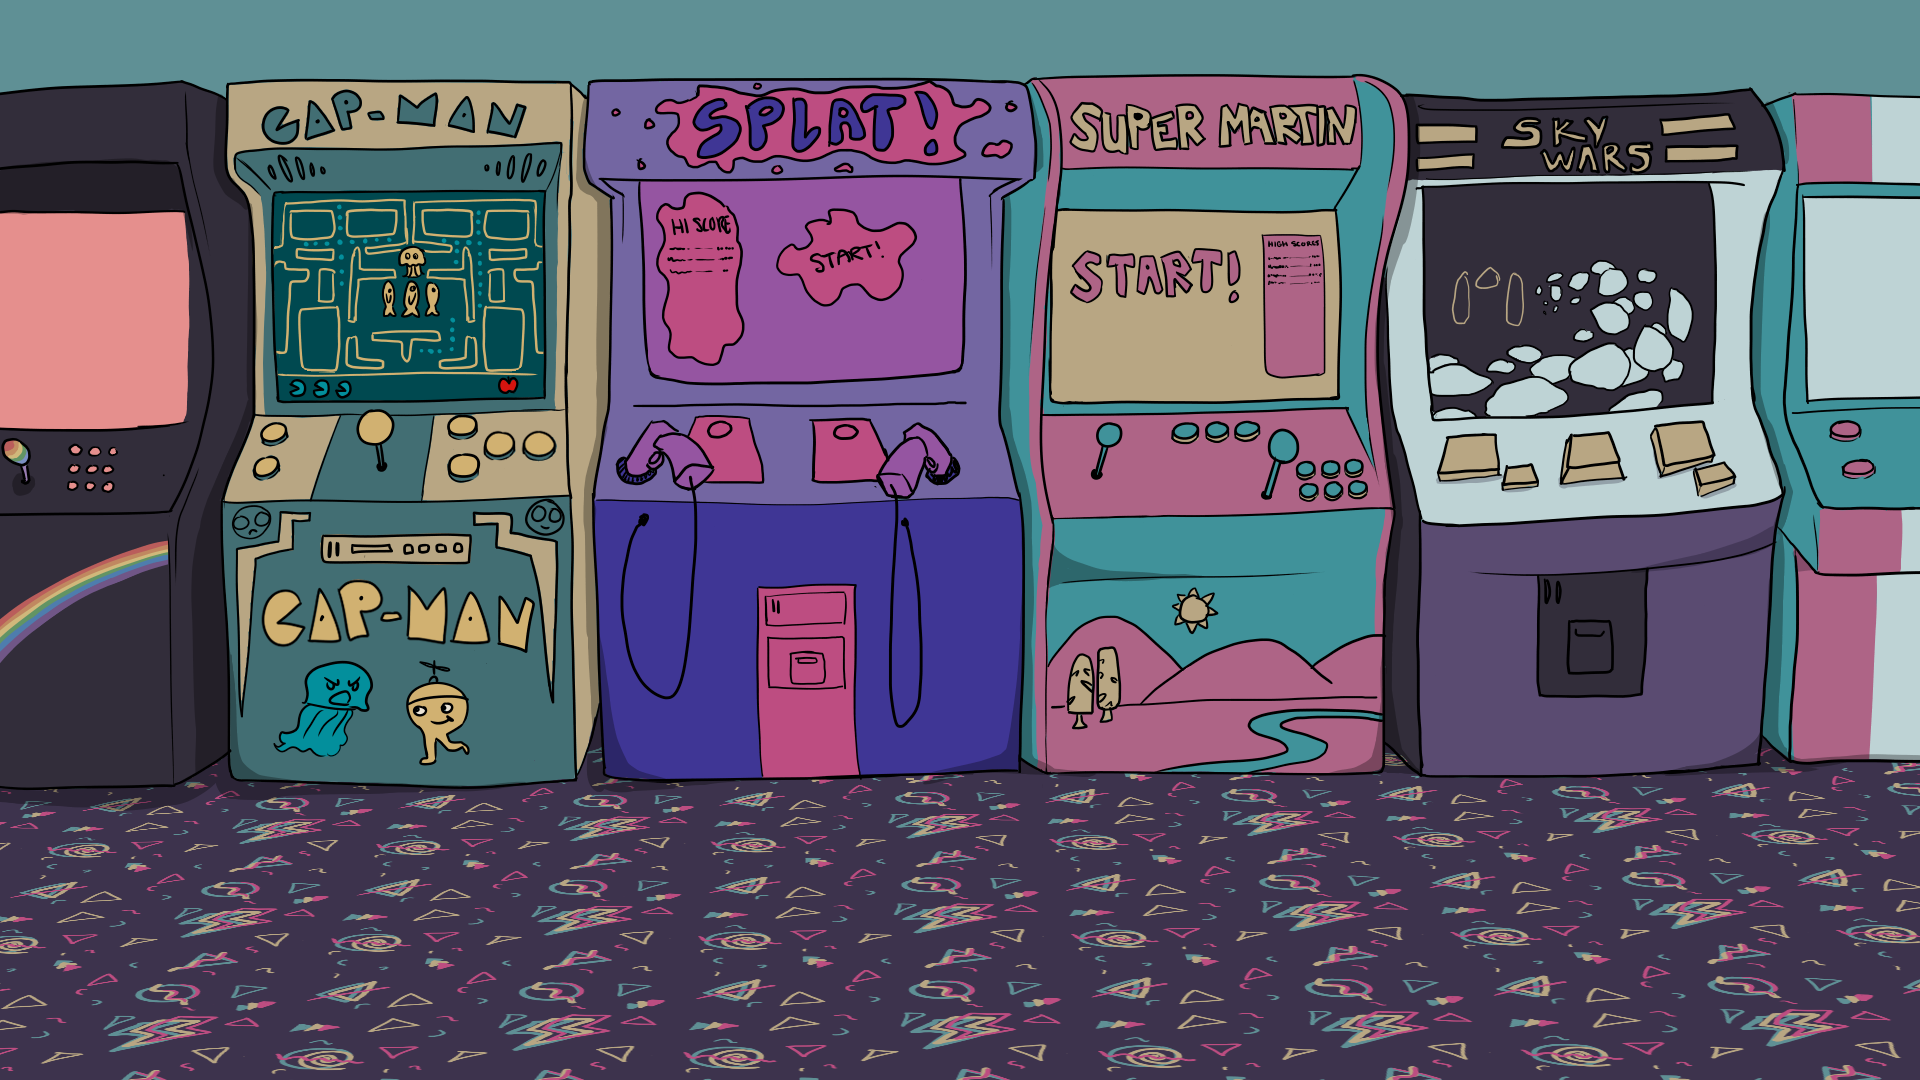 CAP-MAN
SPLAT!
SUPER MARTIN
SKY
WARS
HI SCORE
START!
START!
HIGH SCORES
CAP-MAN